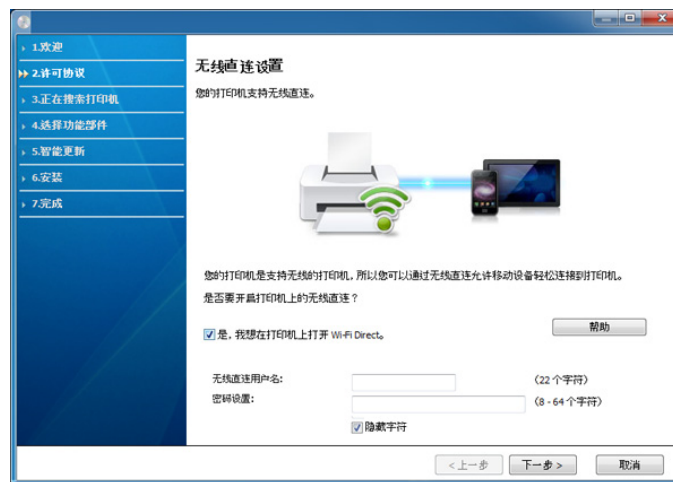 1.欢迎
2.许可协议
3.正在搜索打印机
4.选择功能部件
5.智能更新
6.安装
7.完成
无线直连设置
您的打印机支持无线直连。
您的打印机是支持无线的打印机，所以您可以通过无线直连允许移动设备轻松连接到打印机。
是否要开启打印机上的无线直连？
是，我想在打印机上打开 Wi-Fi Direct。
帮助
无线直连用户名:
（22 个字符）
密码设置:
（8 - 64 个字符）
隐藏字符
<上一步
下一步>
取消